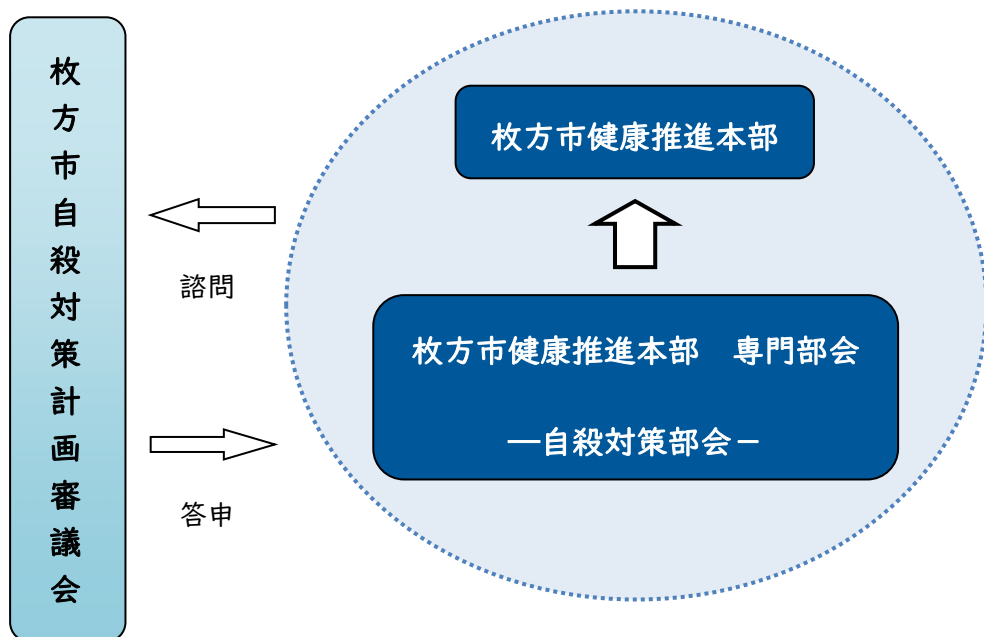 枚方市自殺対策計画審議会
枚方市健康推進本部
諮問
枚方市健康推進本部　専門部会
―自殺対策部会－
答申